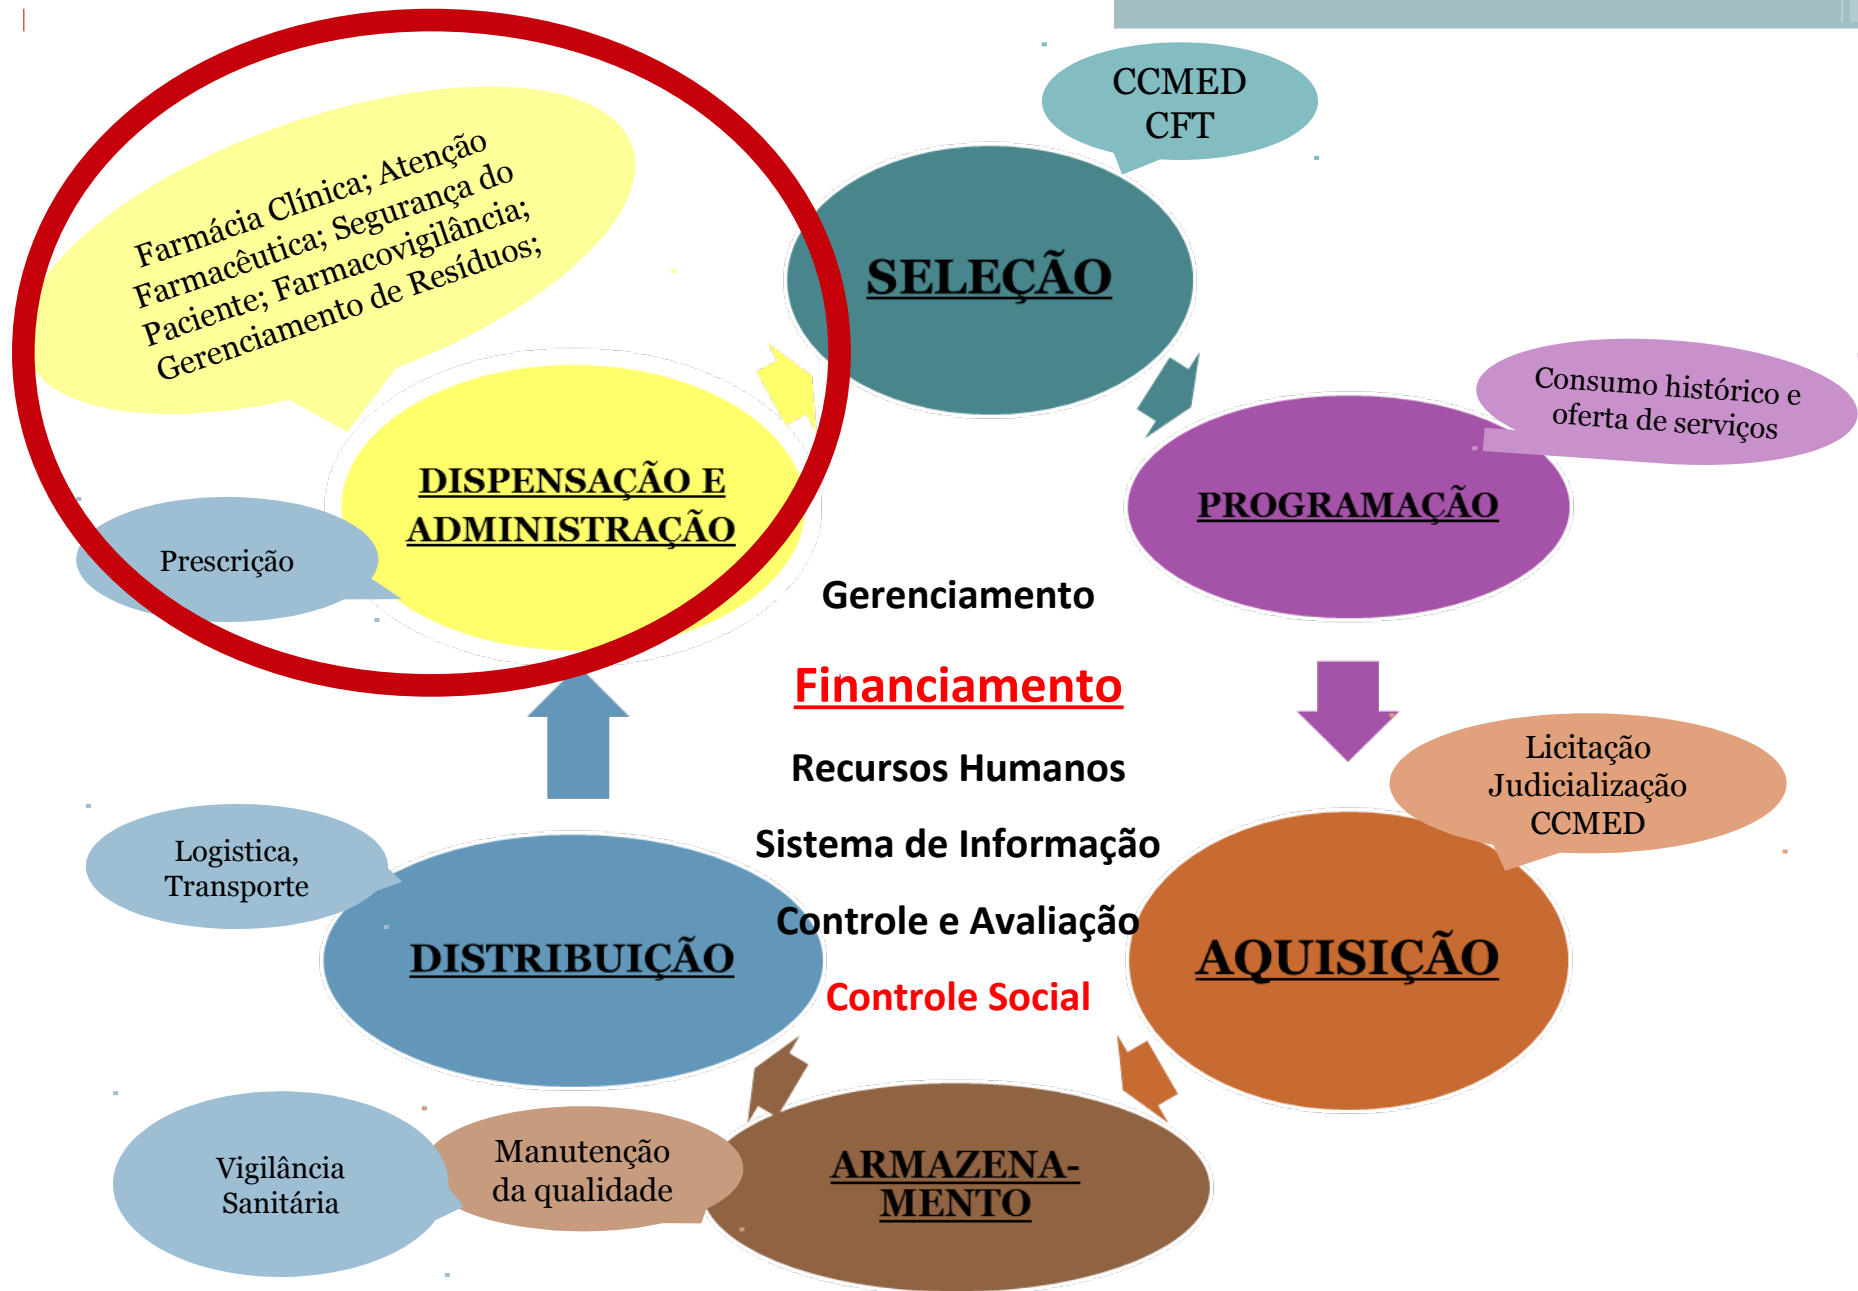 CCMED
CFT
SELEÇÃO
Farmácia Clínica; Atenção
Farmacêutica; Segurança do
Paciente; Farmacovigilância;
Gerenciamento de Resíduos;
Consumo histórico e
oferta de serviços
DISPENSAÇÃO E
ADMINISTRAÇÃO
PROGRAMAÇÃO
Prescrição
Gerenciamento
Financiamento
Recursos Humanos
Sistema de Informação
Controle e Avaliação
Controle Social
Licitação
Judicialização
CCMED
Logistica,
Transporte
DISTRIBUIÇÃO
AQUISIÇÃO
Vigilância
Sanitária
Manutenção
da qualidade
ARMAZENA-
MENTO